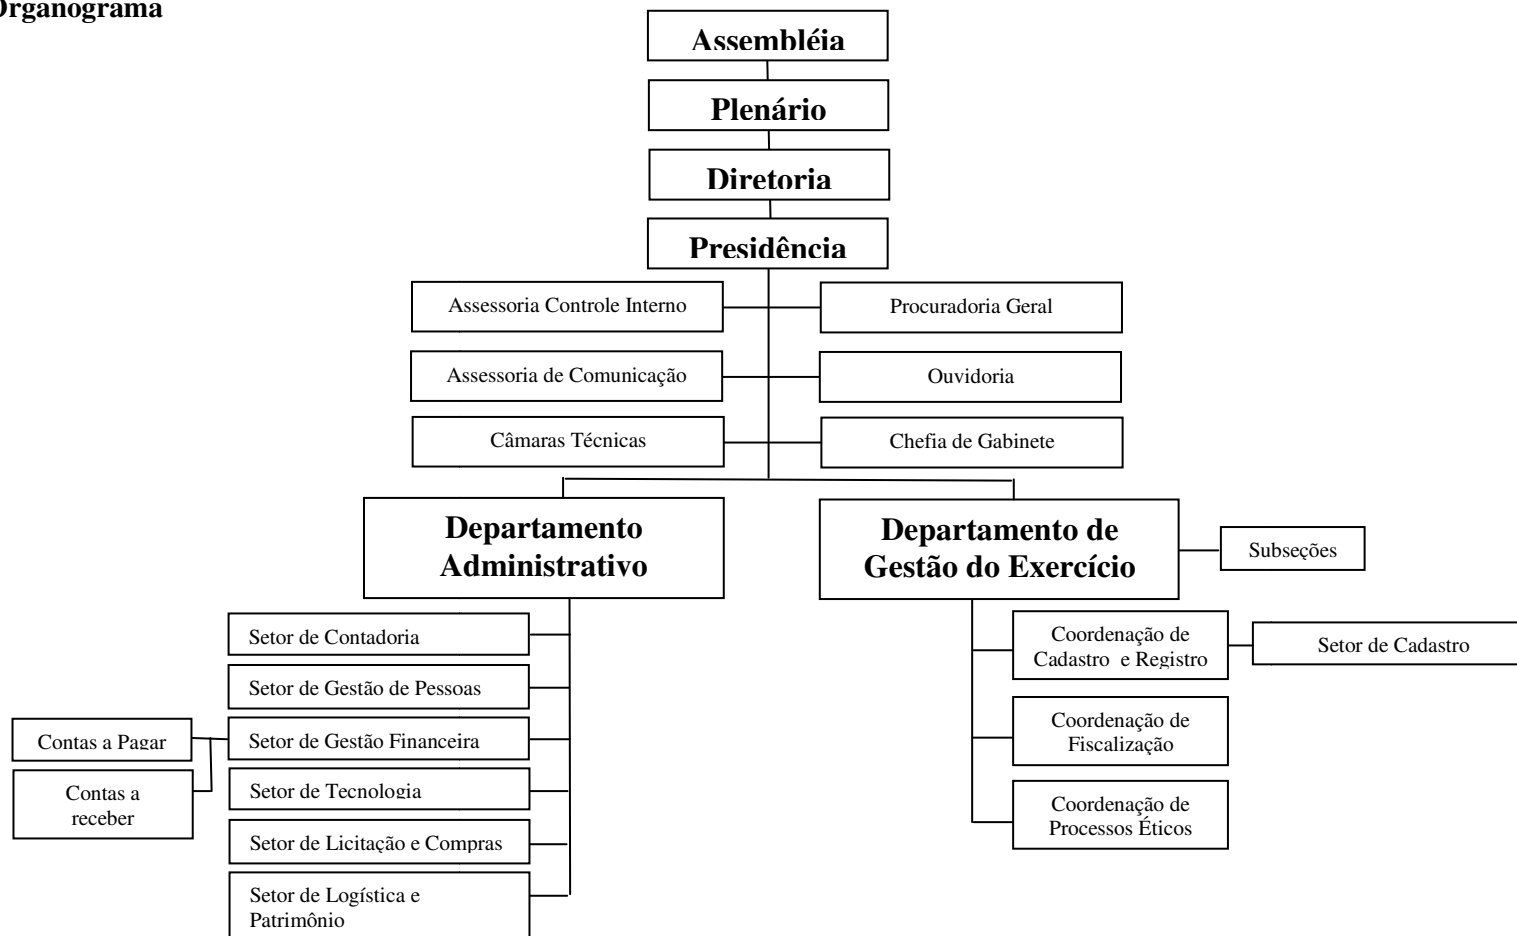 Organograma
Assembléia
Plenário
Diretoria
Presidência
Assessoria Controle Interno
Procuradoria Geral
Assessoria de Comunicação
Ouvidoria
Câmaras Técnicas
Chefia de Gabinete
Departamento
Administrativo
Departamento de
Gestão do Exercício
Subseções
Setor de Contadoria
Setor de Gestão de Pessoas
Setor de Gestão Financeira
Contas a Pagar
Contas a
receber
Setor de Tecnologia
Setor de Licitação e Compras
Setor de Logística e
Patrimônio
Coordenação de
Cadastro e Registro
Setor de Cadastro
Coordenação de
Fiscalização
Coordenação de
Processos Éticos